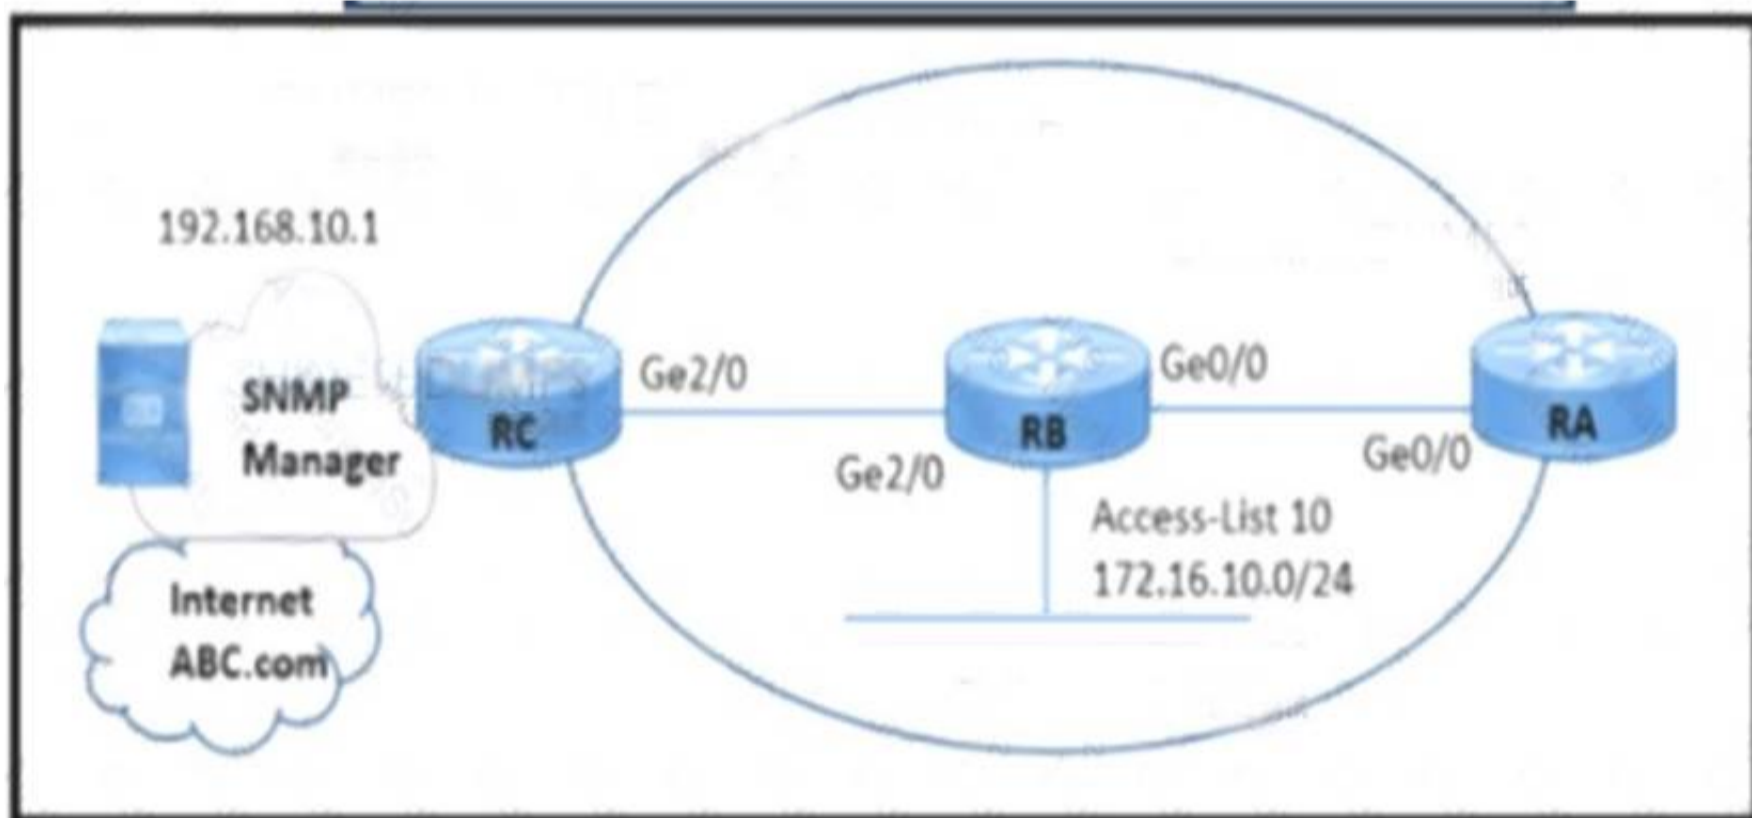 192.168.10.1
SNMP
Manager
RC
Ge2/0
Ge2/0
RB
Ge0/0
Ge0/0
RA
Access-List 10
172.16.10.0/24
Internet
ABC.com